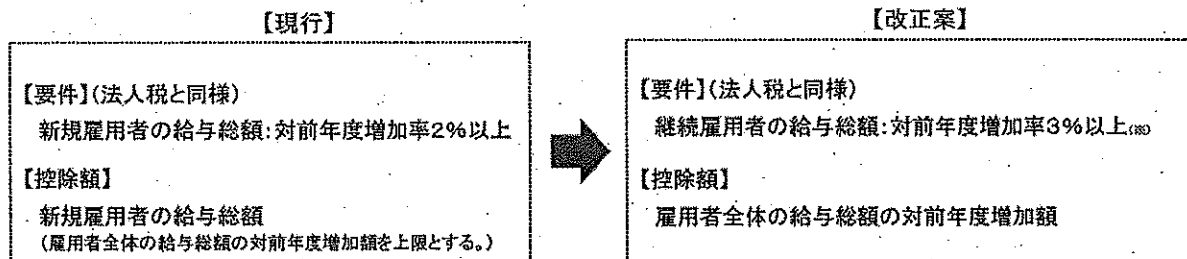 【現行】
【要件】(法人税と同様)
新規雇用者の給与総額:対前年度増加率2%以上
【控除額】
新規雇用者の給与総額
(雇用者全体の給与総額の対前年度増加額を上限とする。)
【改正案】
【要件】(法人税と同様)
継続雇用者の給与総額:対前年度増加率3%以上(※)
【控除額】
雇用者全体の給与総額の対前年度増加額